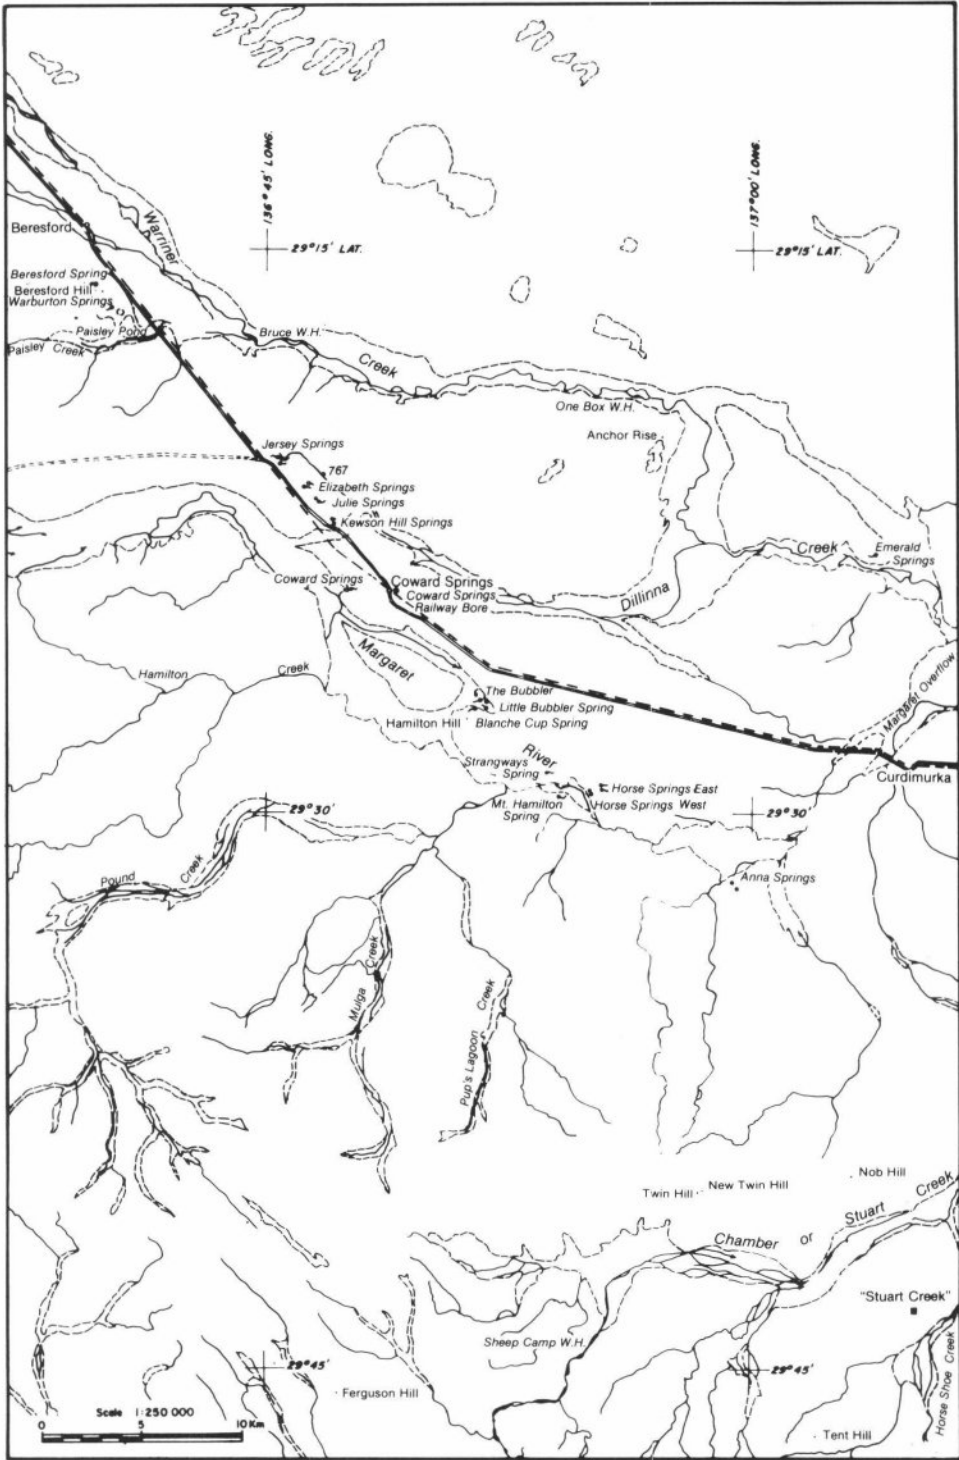 136° 45' LONG.
137°00' LONG.
29°15' LAT.
29°15' LAT.
Warriner
Beresford
Beresford Spring
Beresford Hill
Warburton Springs
Paisley Pond
Paisley Creek
Bruce W.H.
Creek
One Box W.H.
Anchor Rise
Jersey Springs
767
Elizabeth Springs
Julie Springs
Kewson Hill Springs
Creek
Emerald
Springs
Coward Springs
Coward Springs
Coward Springs
Railway Bore
Dillinna
Margaret
Hamilton
Creek
The Bubbler
Little Bubbler Spring
Hamilton Hill
Blanche Cup Spring
Margaret Overflow
River
Strangways
Spring
Horse Springs East
Curdimurka
Mt. Hamilton
Spring
Horse Springs West
29°30'
29°30'
Pound
Creek
Anna Springs
Mulga
Creek
Pup's Lagoon
Creek
Nob Hill
Twin Hill
New Twin Hill
Chamber
or
Stuart
Creek
"Stuart Creek"
Sheep Camp W.H.
29°45'
29°45'
Ferguson Hill
Horse Shoe Creek
Tent Hill
Scale 1:250 000
0
5
10Km